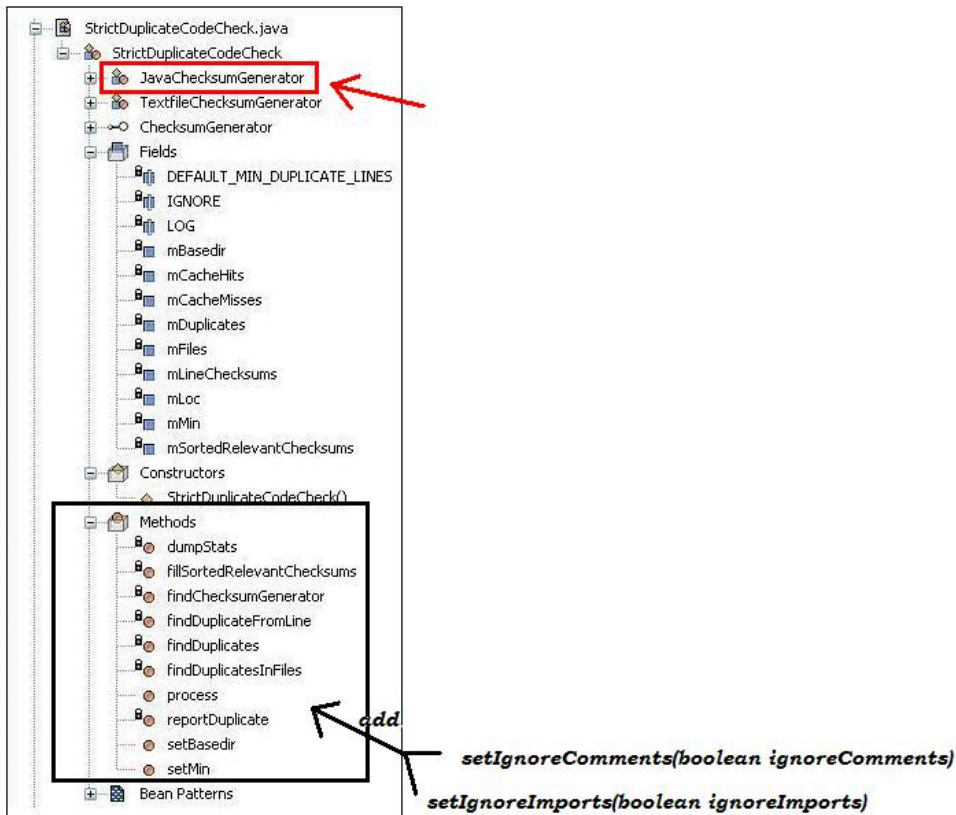 StrictDuplicateCodeCheck.java
StrictDuplicateCodeCheck
JavaChecksumGenerator
TextfileChecksumGenerator
ChecksumGenerator
Fields
DEFAULT_MIN_DUPLICATE_LINES
IGNORE
LOG
mBasedir
mCacheHits
mCacheMisses
mDuplicates
mFiles
mLineChecksums
mLoc
mMin
mSortedRelevantChecksums
Constructors
StrictDuplicateCodeCheck()
Methods
dumpStats
fillSortedRelevantChecksums
findChecksumGenerator
findDuplicateFromLine
findDuplicates
findDuplicatesInFiles
process
reportDuplicate
add
setBasedir
setIgnoreComments(boolean ignoreComments)
setMin
Bean Patterns
setIgnoreImports(boolean ignoreImports)